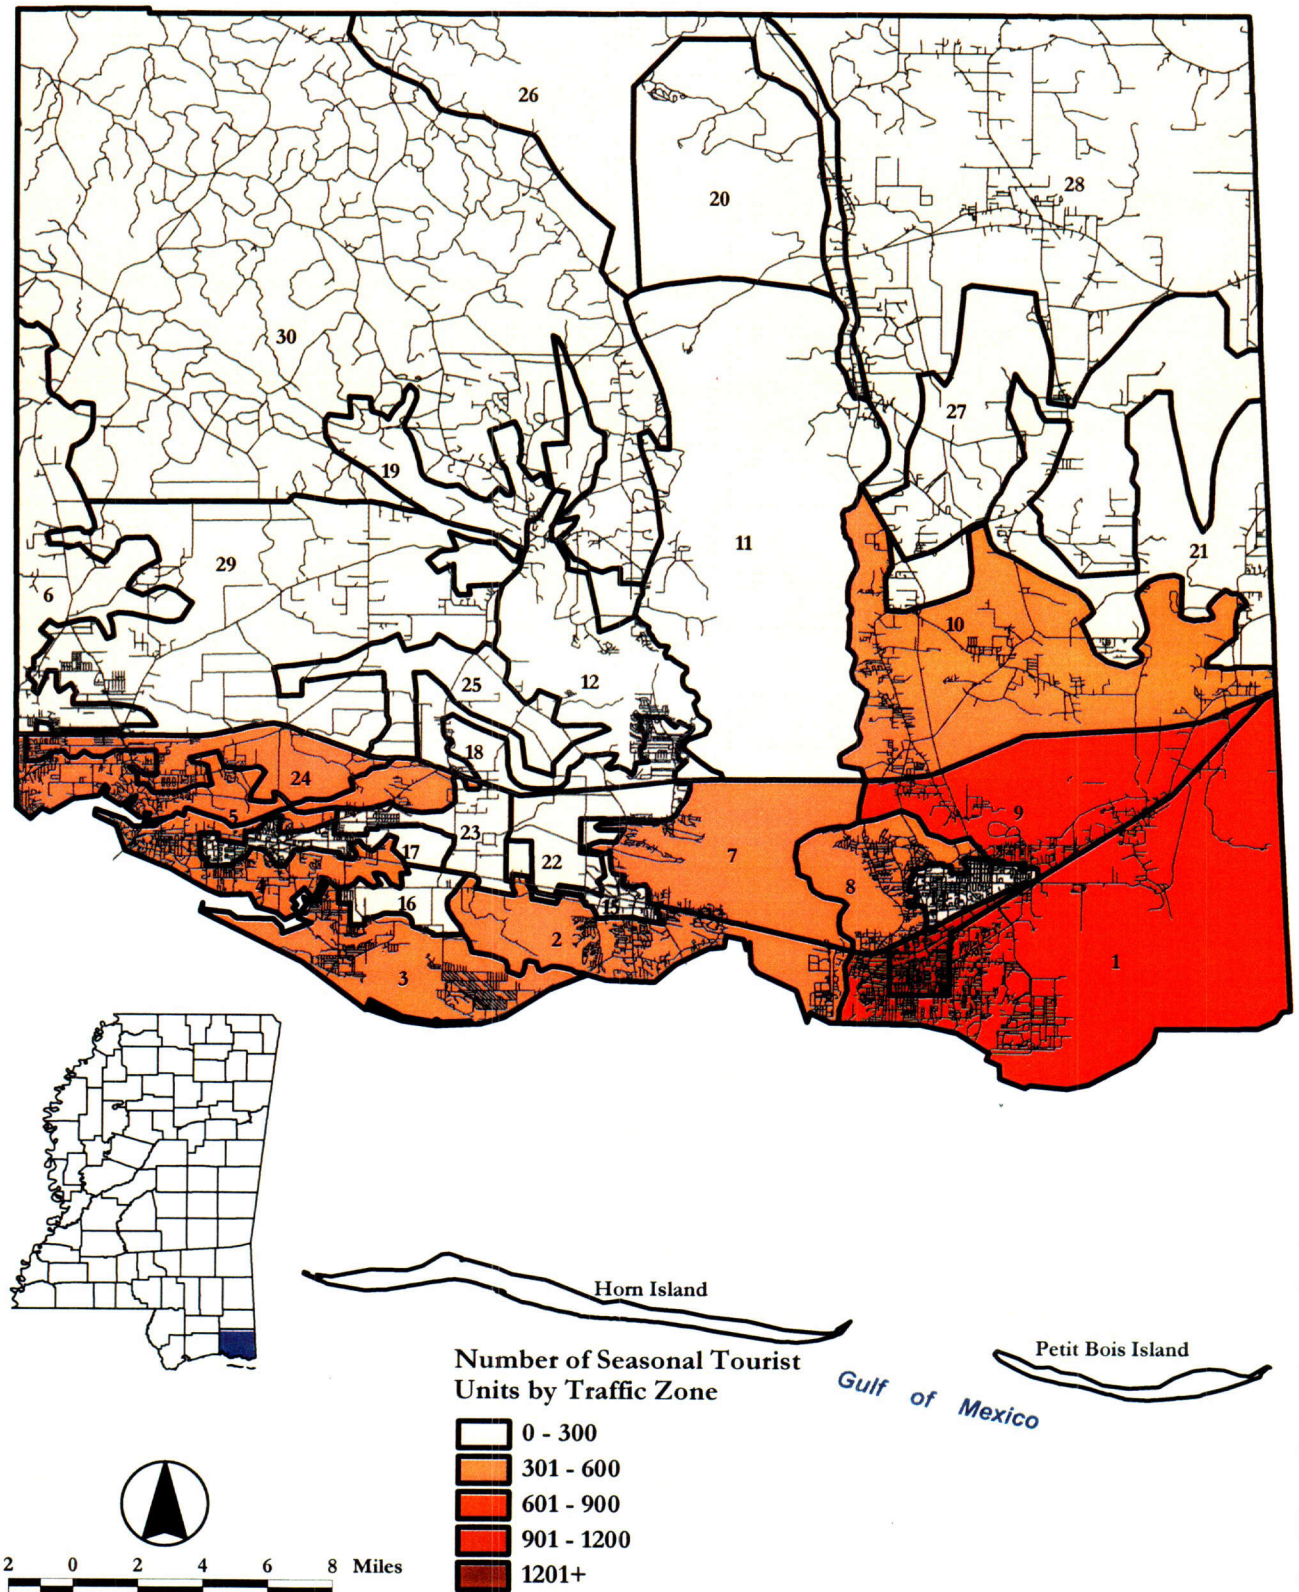 26
20
28
30
27
19
11
21
29
6
10
12
25
18
24
5
23
9
17
22
7
8
16
15
4
2
1
3
Horn Island
Petit Bois Island
Gulf of Mexico
Number of Seasonal Tourist
Units by Traffic Zone
0 - 300
301 - 600
601 - 900
901 - 1200
1201+
2 0 2 4 6 8 Miles